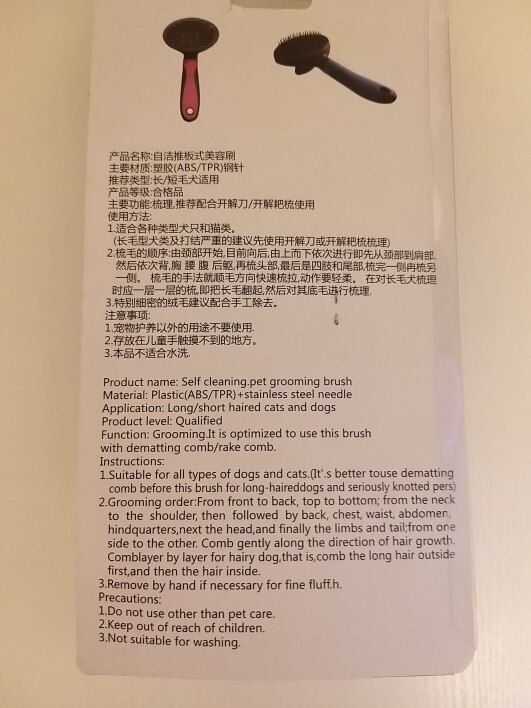 产品名称:自洁推板式美容刷
主要材质:塑胶(ABS/TPR)钢针
推荐类型:长/短毛犬适用
产品等级:合格品
主要功能:梳理,推荐配合开解刀/开解耙梳使用
使用方法:
1.适合各种类型犬只和猫类。
(长毛型犬类及打结严重的建议先使用开解刀或开解耙梳梳理)
2.梳毛的顺序:由颈部开始,目前向后,由上而下依次进行即先从颈部到肩部,
然后依次背,胸 腰 腹 后躯,再梳头部,最后是四肢和尾部,梳完一侧再梳另
一侧。 梳毛的手法就顺毛方向快速梳拉,动作要轻柔。 在对长毛犬梳理
时应一层一层的梳,即把长毛翻起,然后对其底毛进行梳理.
3.特别细密的绒毛建议配合手工除去。
注意事项:
1.宠物护养以外的用途不要使用.
2.存放在儿童手触摸不到的地方。
3.本品不适合水洗.
Product name: Self cleaning.pet grooming brush
Material: Plastic(ABS/TPR)+stainless steel needle
Application: Long/short haired cats and dogs
Product level: Qualified
Function: Grooming.It is optimized to use this brush
with dematting comb/rake comb.
Instructions:
1.Suitable for all types of dogs and cats.(It'.s better touse dematting
comb before this brush for long-haireddogs and seriously knotted pers)
2.Grooming order:From front to back, top to bottom; from the neck
to the shoulder, then followed by back, chest, waist, abdomen,
hindquarters,next the head,and finally the limbs and tail;from one
side to the other. Comb gently along the direction of hair growth.
Comblayer by layer for hairy dog,that is,comb the long hair outside
first,and then the hair inside.
3.Remove by hand if necessary for fine fluff.h.
Precautions:
1.Do not use other than pet care.
2.Keep out of reach of children.
3.Not suitable for washing.